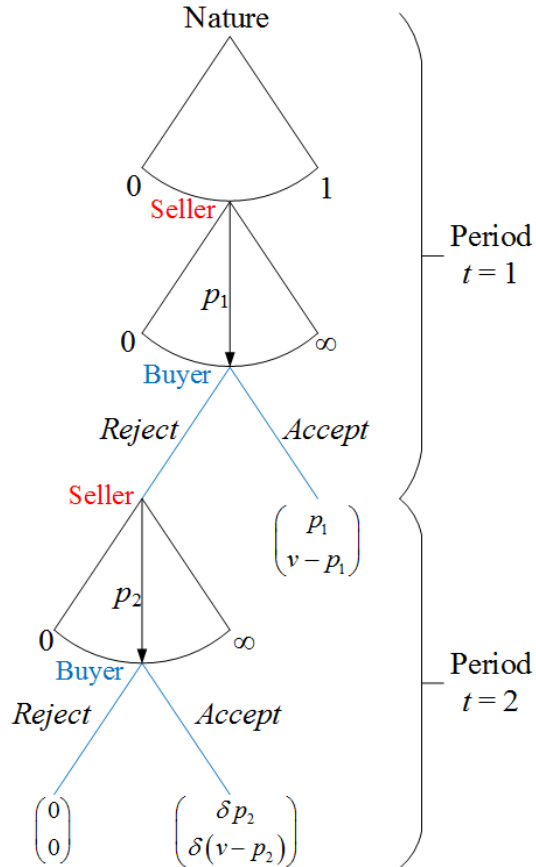 Nature
0 1
Seller
Period
t = 1
p₁
0 ∞
Buyer
Reject Accept
Seller
( p₁
v − p₁ )
p₂
0 ∞
Buyer
Period
t = 2
Reject Accept
( 0
0 )
( δp₂
δ(v − p₂) )